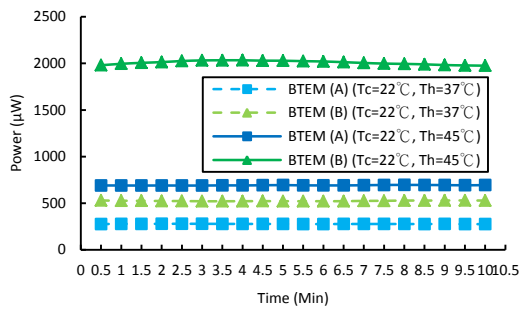 2500
2000
1500
1000
500
0
Power (µW)
BTEM (A) (Tc=22℃, Th=37℃)
BTEM (B) (Tc=22℃, Th=37℃)
BTEM (A) (Tc=22℃, Th=45℃)
BTEM (B) (Tc=22℃, Th=45℃)
0 0.5 1 1.5 2 2.5 3 3.5 4 4.5 5 5.5 6 6.5 7 7.5 8 8.5 9 9.5 10 10.5
Time (Min)